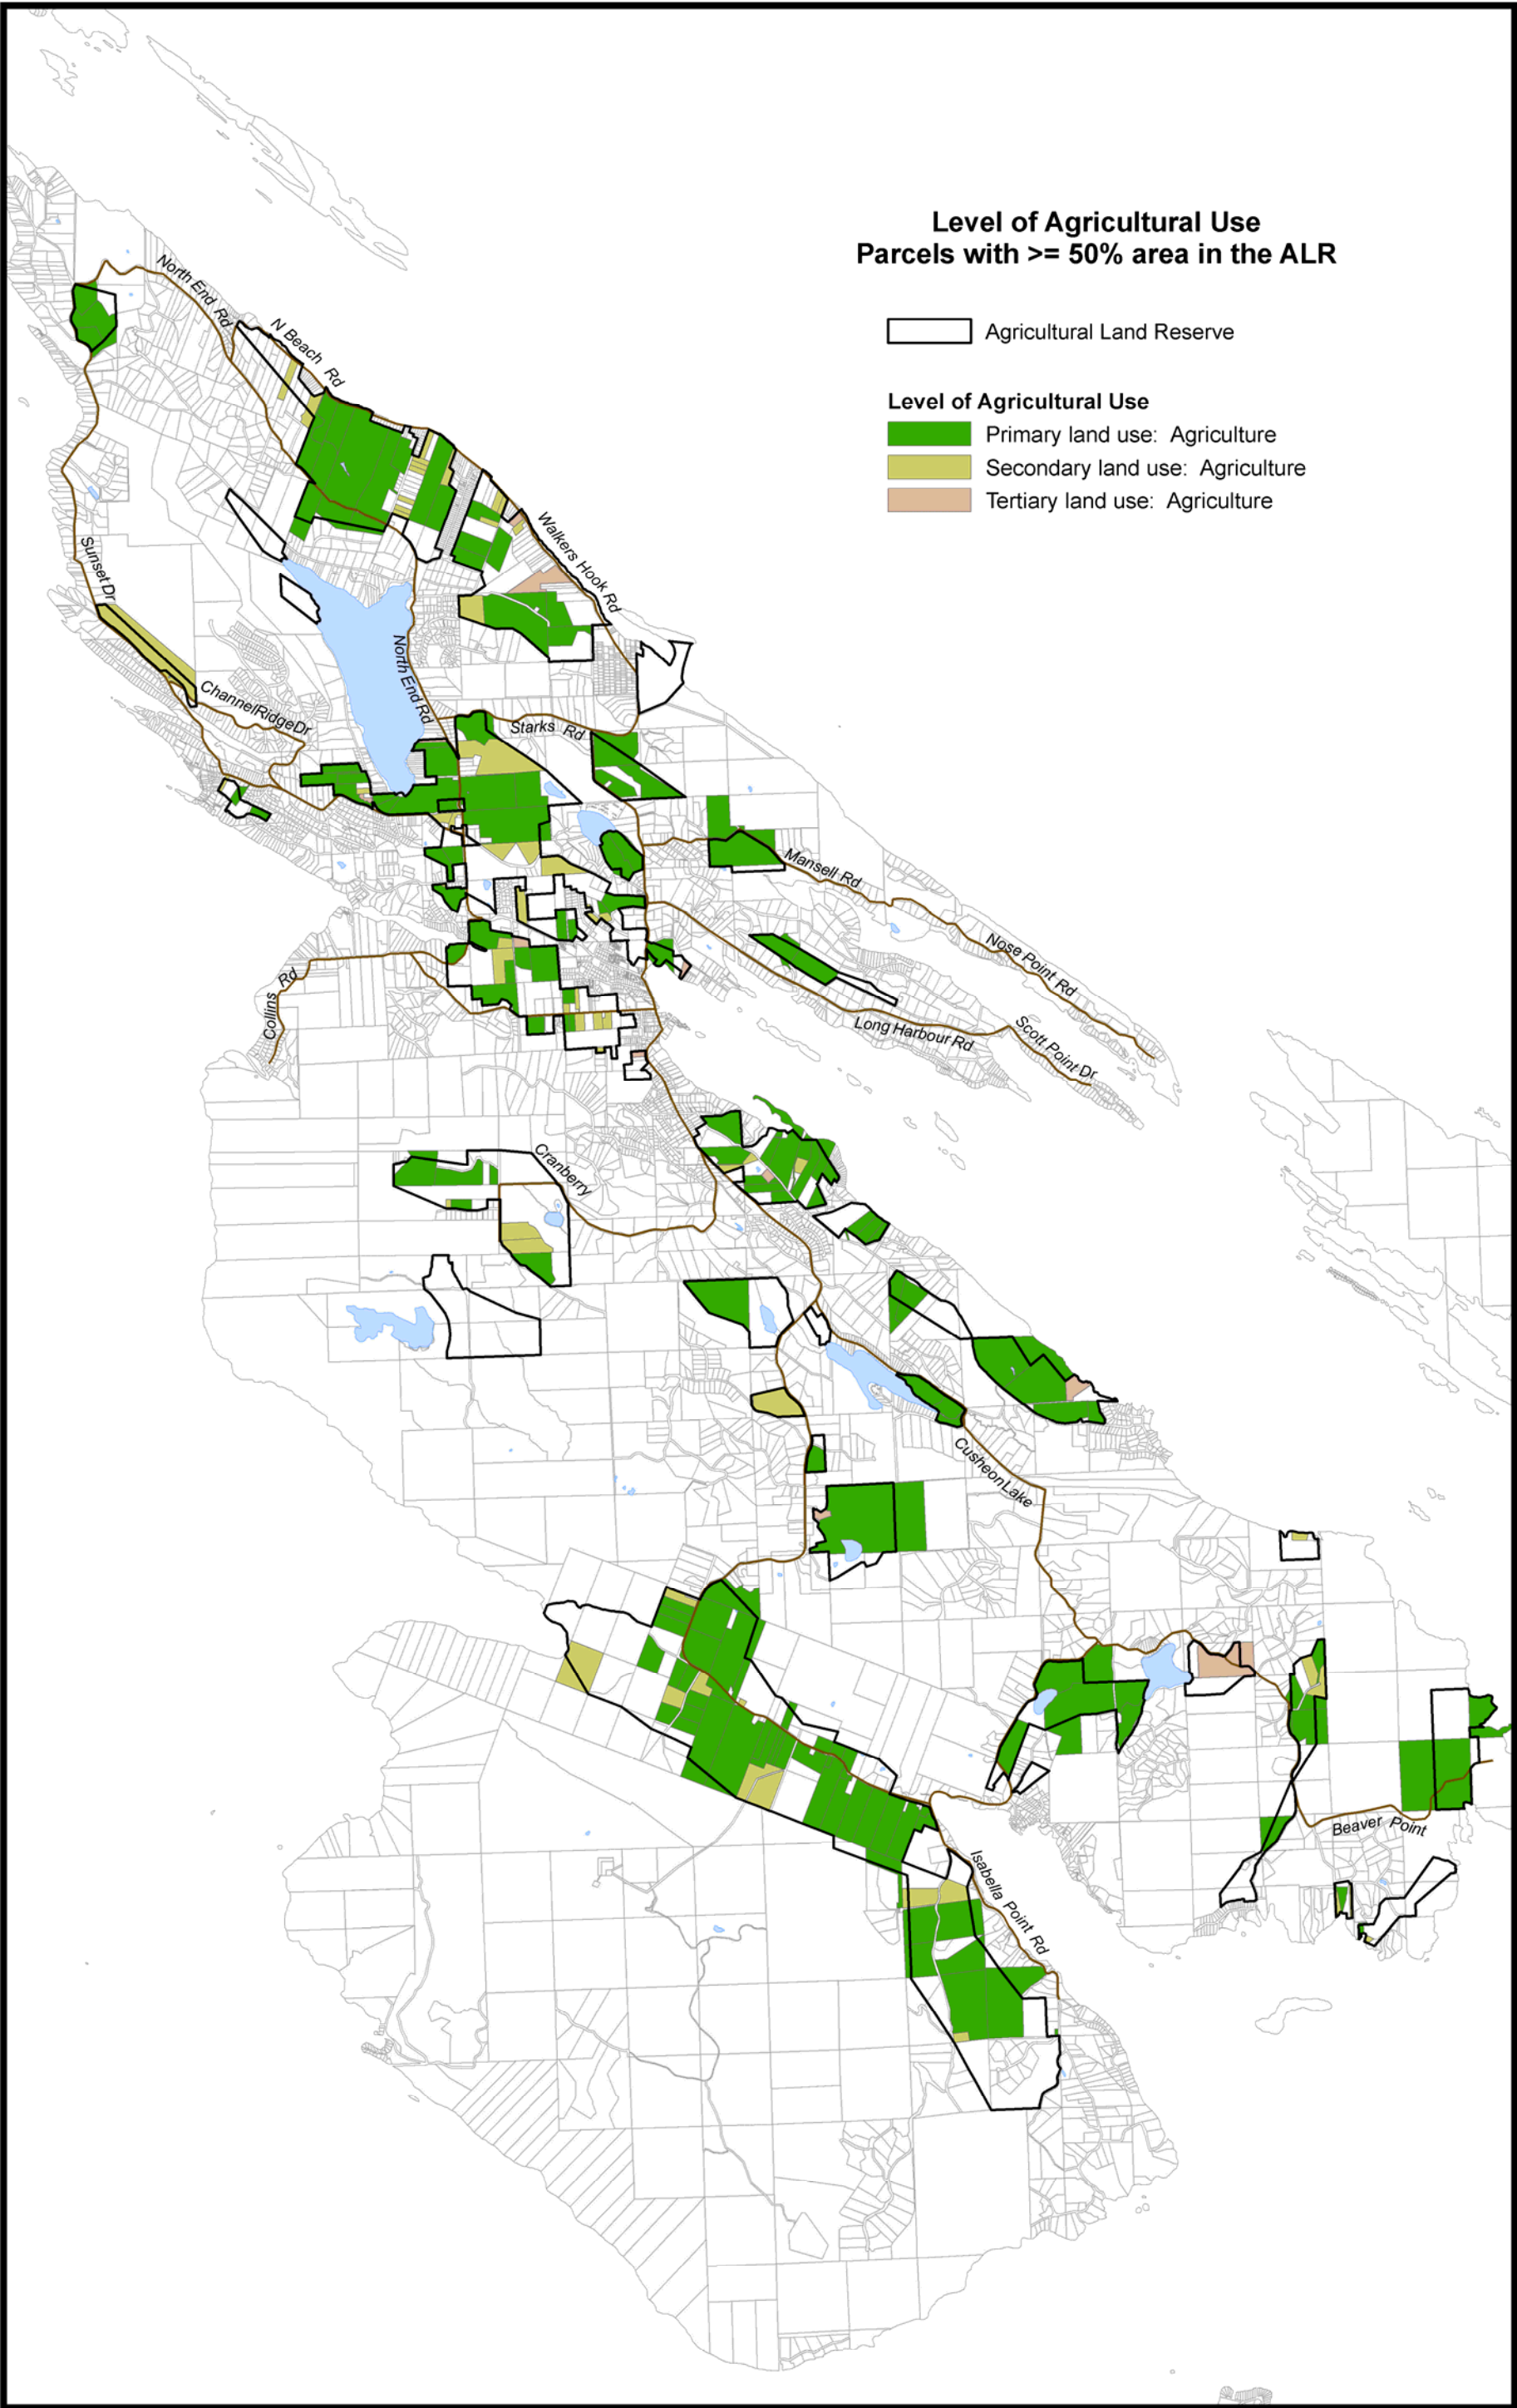 Level of Agricultural Use
Parcels with >= 50% area in the ALR
Agricultural Land Reserve
Level of Agricultural Use
Primary land use: Agriculture
Secondary land use: Agriculture
Tertiary land use: Agriculture
North End Rd
N Beach Rd
Walkers Hook Rd
Sunset Dr
North End Rd
ChannelRidgeDr
Starks Rd
Mansell Rd
Nose Point Rd
Collins Rd
Long Harbour Rd
Scott Point Dr
Cranberry
CusheonLake
Beaver Point
Isabella Point Rd